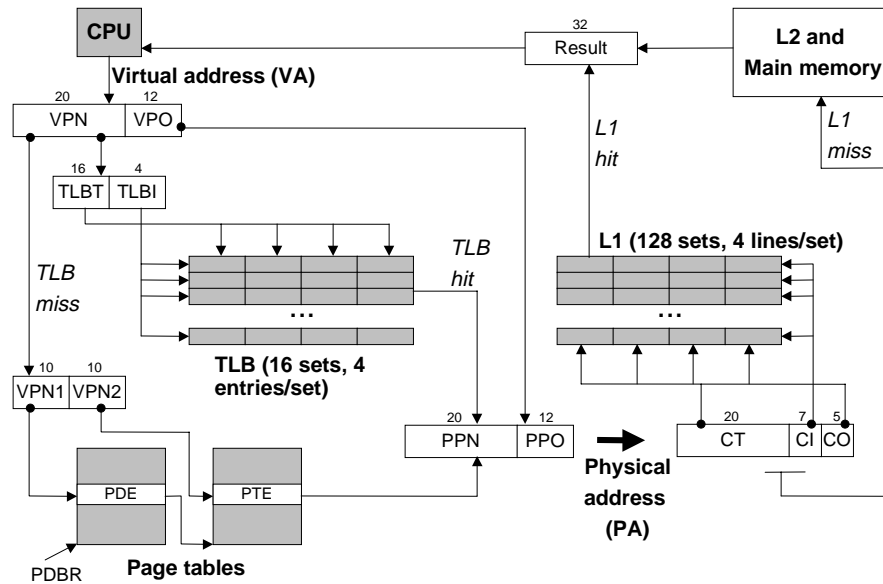 CPU
32
Result
L2 and
Main memory
Virtual address (VA)
20
12
VPN
VPO
L1
hit
L1
miss
16
4
TLBT
TLBI
TLB
hit
L1 (128 sets, 4 lines/set)
TLB
miss
...
...
TLB (16 sets, 4
entries/set)
10
10
VPN1
VPN2
20
12
PPN
PPO
20
7
5
CT
CI
CO
Physical
address
(PA)
PDE
PTE
PDBR
Page tables